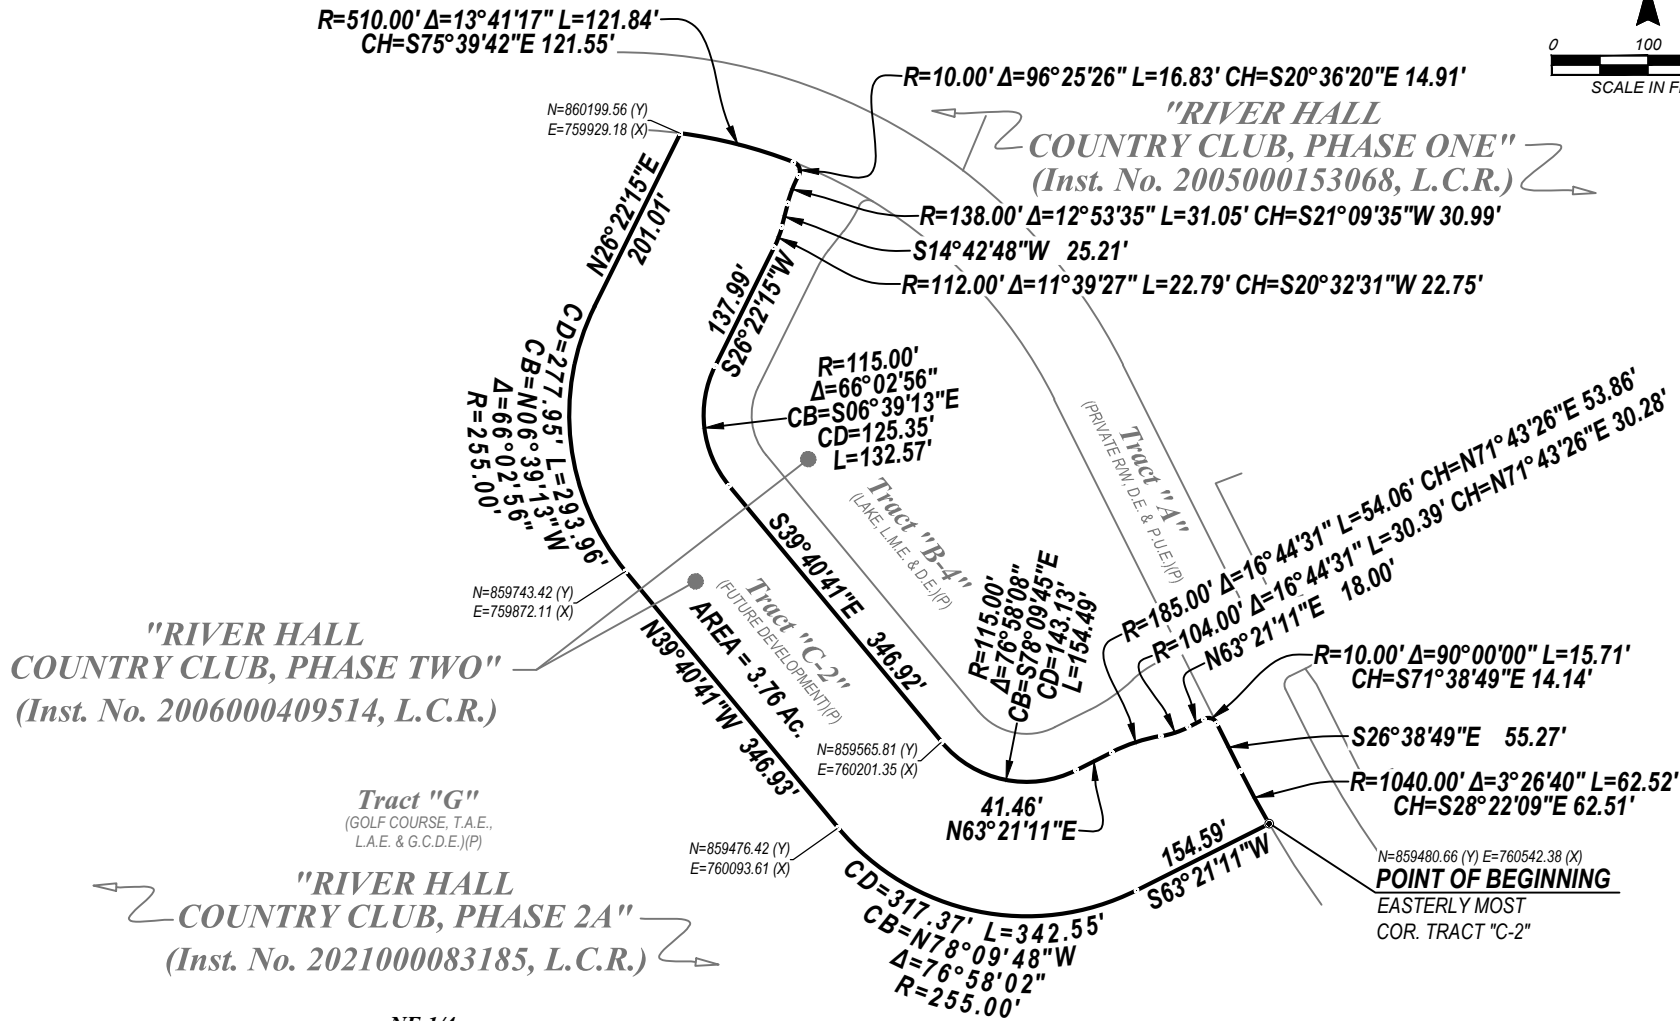 R=510.00' Δ=13°41'17" L=121.84'
CH=S75°39'42"E 121.55'
0 100
R=10.00' Δ=96°25'26" L=16.83' CH=S20°36'20"E 14.91'
N=860199.56 (Y)
E=759929.18 (X)
"RIVER HALL
COUNTRY CLUB, PHASE ONE"
(Inst. No. 2005000153068, L.C.R.)
R=138.00' Δ=12°53'35" L=31.05' CH=S21°09'35"W 30.99'
S14°42'48"W 25.21'
R=112.00' Δ=11°39'27" L=22.79' CH=S20°32'31"W 22.75'
N26°22'15"E
201.01'
137.99'
S26°22'15"W
CD=277.95' L=293.96'
CB=N06°39'13"W
Δ=66°02'56"
R=255.00'
R=115.00'
Δ=66°02'56"
CB=S06°39'13"E
CD=125.35'
L=132.57'
Tract "A"
(PRIVATE R/W, D.E. & P.U.E.)(P)
Tract "B-4"
(LAKE, L.M.E. & D.E.)(P)
R=185.00' Δ=16°44'31" L=54.06' CH=N71°43'26"E 53.86'
R=104.00' Δ=16°44'31" L=30.39' CH=N71°43'26"E 30.28'
N63°21'11"E 18.00'
R=10.00' Δ=90°00'00" L=15.71'
CH=S71°38'49"E 14.14'
S39°40'41"E 346.92'
R=115.00'
Δ=76°58'08"
CB=S78°09'45"E
CD=143.13'
L=154.49'
N=859743.42 (Y)
E=759872.11 (X)
Tract "C-2"
(FUTURE DEVELOPMENT)(P)
AREA = 3.76 Ac.
"RIVER HALL
COUNTRY CLUB, PHASE TWO"
(Inst. No. 2006000409514, L.C.R.)
N39°40'41"W 346.93'
N=859565.81 (Y)
E=760201.35 (X)
S26°38'49"E 55.27'
R=1040.00' Δ=3°26'40" L=62.52'
CH=S28°22'09"E 62.51'
41.46'
N63°21'11"E
154.59'
S63°21'11"W
Tract "G"
(GOLF COURSE, T.A.E.,
L.A.E. & G.C.D.E.)(P)
N=859476.42 (Y)
E=760093.61 (X)
N=859480.66 (Y) E=760542.38 (X)
POINT OF BEGINNING
EASTERLY MOST
COR. TRACT "C-2"
"RIVER HALL
COUNTRY CLUB, PHASE 2A"
(Inst. No. 2021000083185, L.C.R.)
CD=317.37' L=342.55'
CB=N78°09'48"W
Δ=76°58'02"
R=255.00'
SCALE IN
NE 1/4